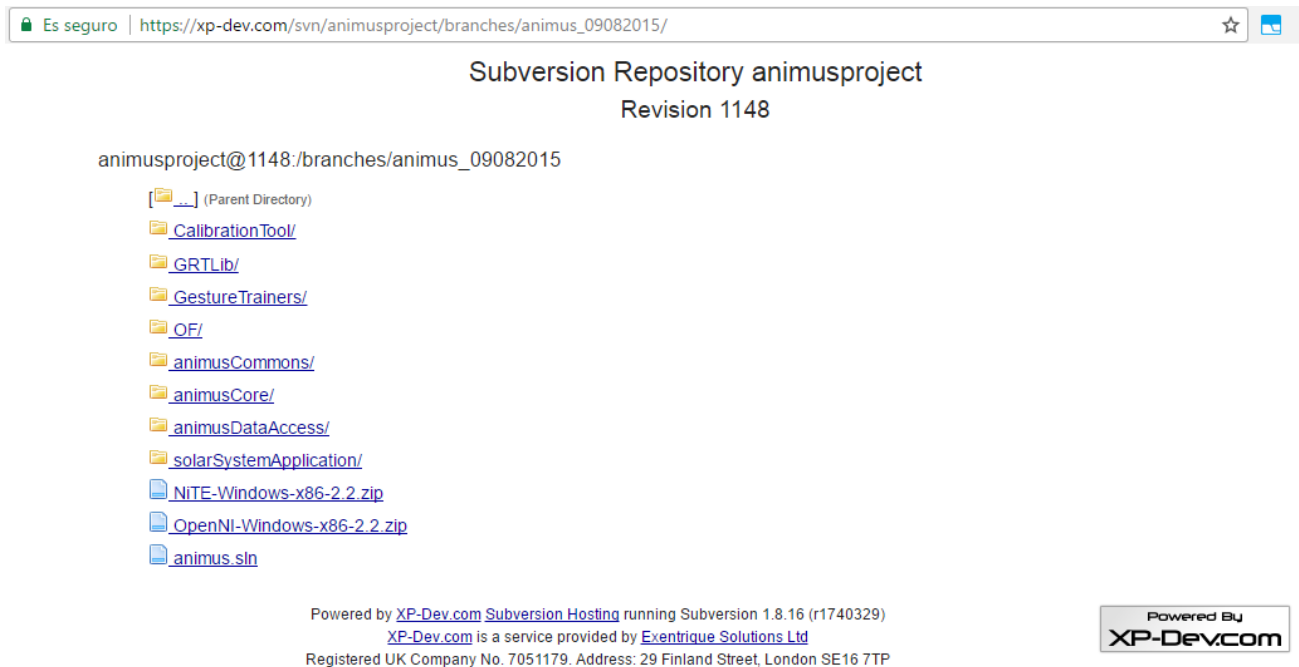 Es seguro | https://xp-dev.com/svn/animusproject/branches/animus_09082015/
Subversion Repository animusproject
Revision 1148
animusproject@1148:/branches/animus_09082015
[ ... ] (Parent Directory)
CalibrationTool/
GRTLib/
GestureTrainers/
OF/
animusCommons/
animusCore/
animusDataAccess/
solarSystemApplication/
NiTE-Windows-x86-2.2.zip
OpenNI-Windows-x86-2.2.zip
animus.sln
Powered by XP-Dev.com Subversion Hosting running Subversion 1.8.16 (r1740329)
XP-Dev.com is a service provided by Exentrique Solutions Ltd
Registered UK Company No. 7051179. Address: 29 Finland Street, London SE16 7TP
Powered By
XP-Dev.com